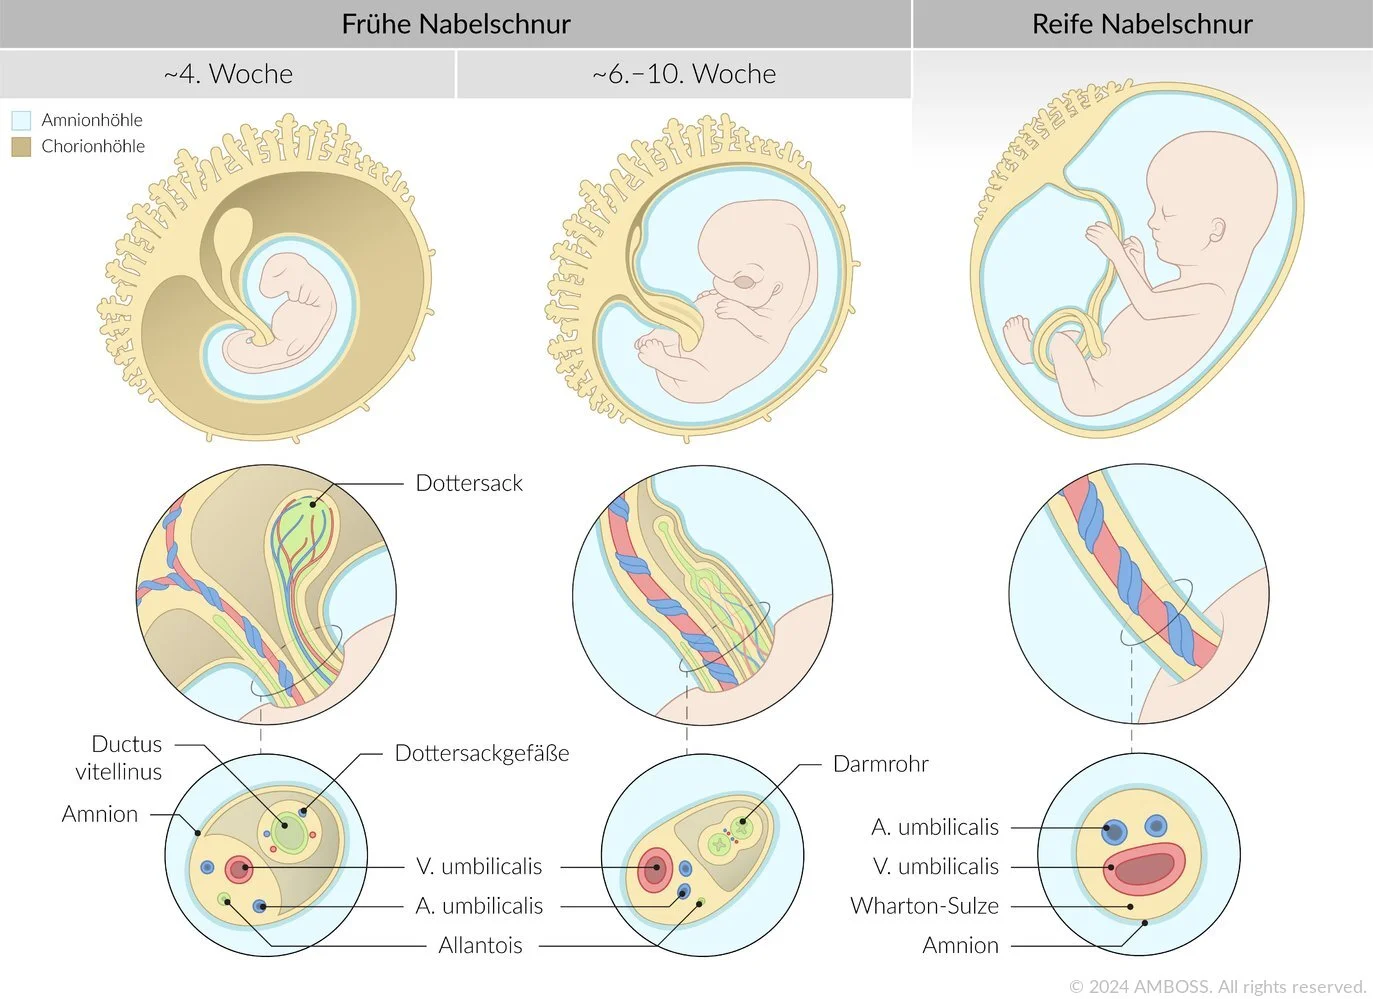 Frühe Nabelschnur
Reife Nabelschnur
~4. Woche
~6.–10. Woche
Amnionhöhle
Chorionhöhle
Dottersack
Ductus
vitellinus
Dottersackgefäße
Darmrohr
Amnion
A. umbilicalis
V. umbilicalis
V. umbilicalis
A. umbilicalis
Wharton-Sulze
Allantois
Amnion
© 2024 AMBOSS. All rights reserved.